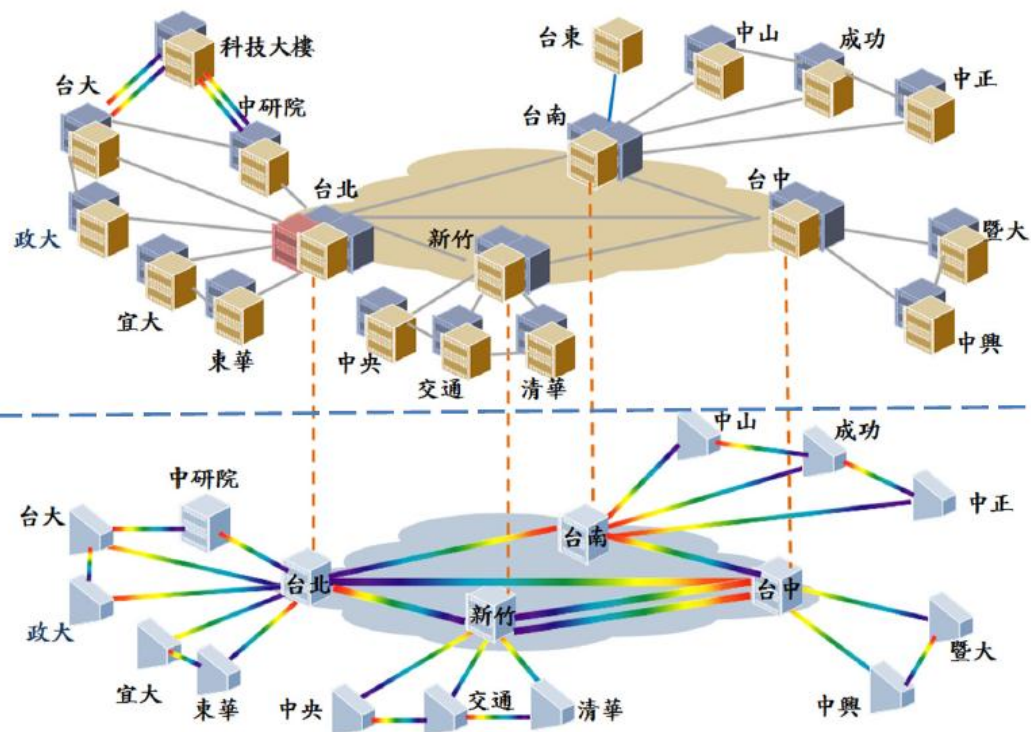 科技大樓
台東
中山
成功
台大
中正
中研院
台南
台北
台中
政大
新竹
暨大
宜大
東華
中央
交通
清華
中興
中山
成功
中研院
台大
中正
台南
台北
台中
新竹
政大
暨大
宜大
東華
中央
交通
清華
中興